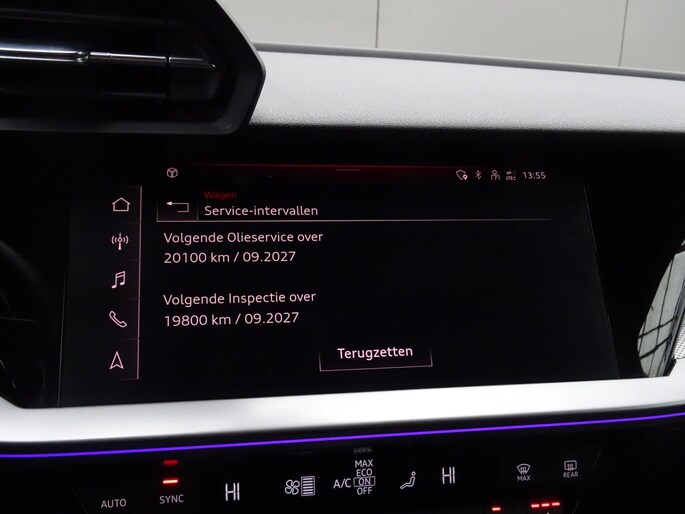 13:55
Wagen
Service-intervallen
Volgende Olieservice over
20100 km / 09.2027
Volgende Inspectie over
19800 km / 09.2027
Terugzetten
AUTO
SYNC
HI
A/C
MAX
ECO
ON
OFF
HI
MAX
REAR